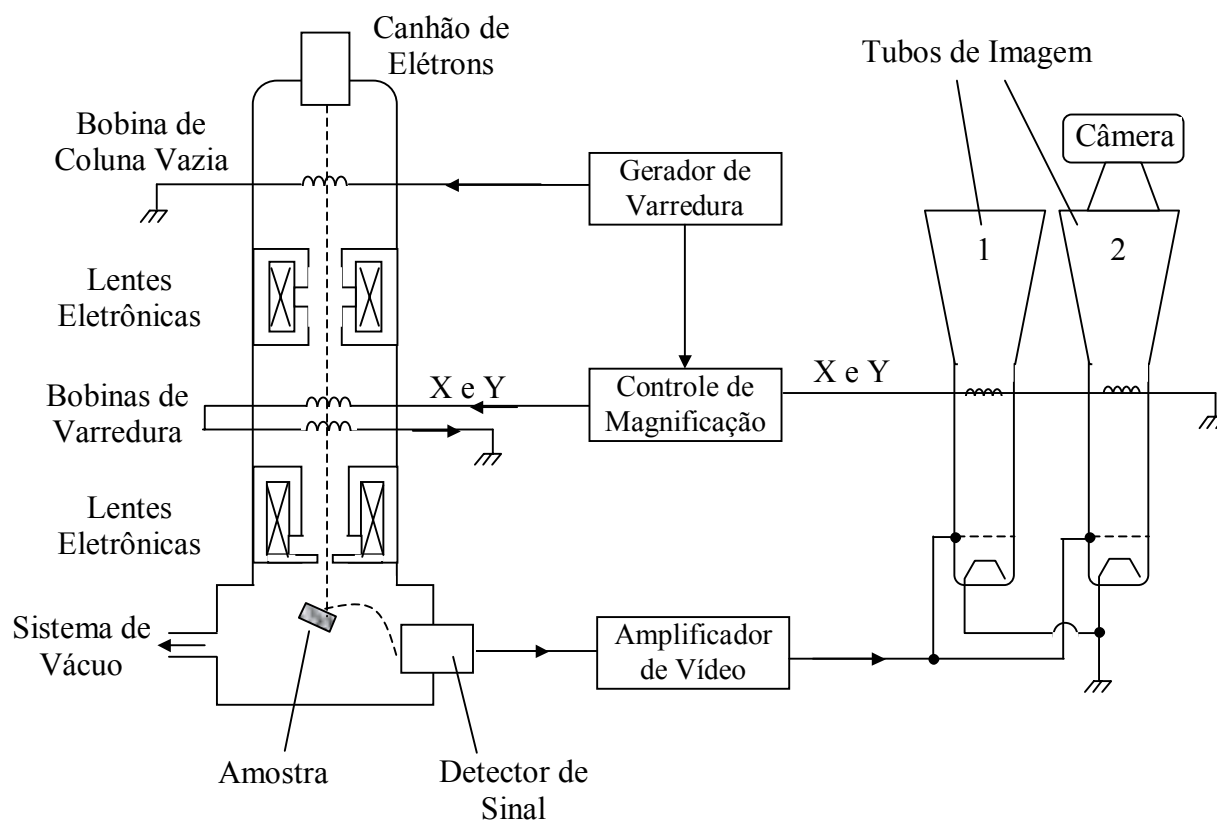 Canhão de
Elétrons
Tubos de Imagem
Bobina de
Coluna Vazia
Câmera
Gerador de
Varredura
1
2
Lentes
Eletrônicas
Bobinas de
Varredura
X e Y
Controle de
Magnificação
X e Y
Lentes
Eletrônicas
Sistema de
Vácuo
Amplificador
de Vídeo
Amostra
Detector de
Sinal